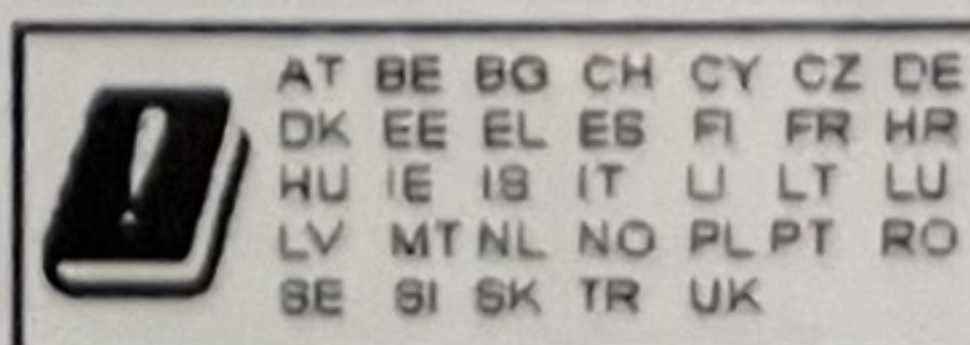 AT BE BG CH CY CZ DE
DK EE EL ES FI FR HR
HU IE IS IT LI LT LU
LV MT NL NO PL PT RO
SE SI SK TR UK